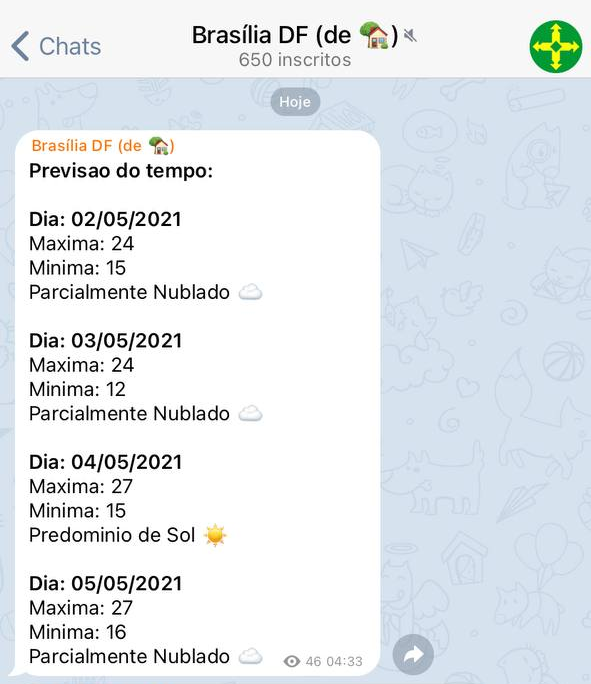 Chats
Brasília DF (de 🏡)
650 inscritos
Hoje
Brasília DF (de 🏡)
Previsao do tempo:
Dia: 02/05/2021
Maxima: 24
Minima: 15
Parcialmente Nublado ☁️
Dia: 03/05/2021
Maxima: 24
Minima: 12
Parcialmente Nublado ☁️
Dia: 04/05/2021
Maxima: 27
Minima: 15
Predominio de Sol ☀️
Dia: 05/05/2021
Maxima: 27
Minima: 16
Parcialmente Nublado ☁️ 46 04:33